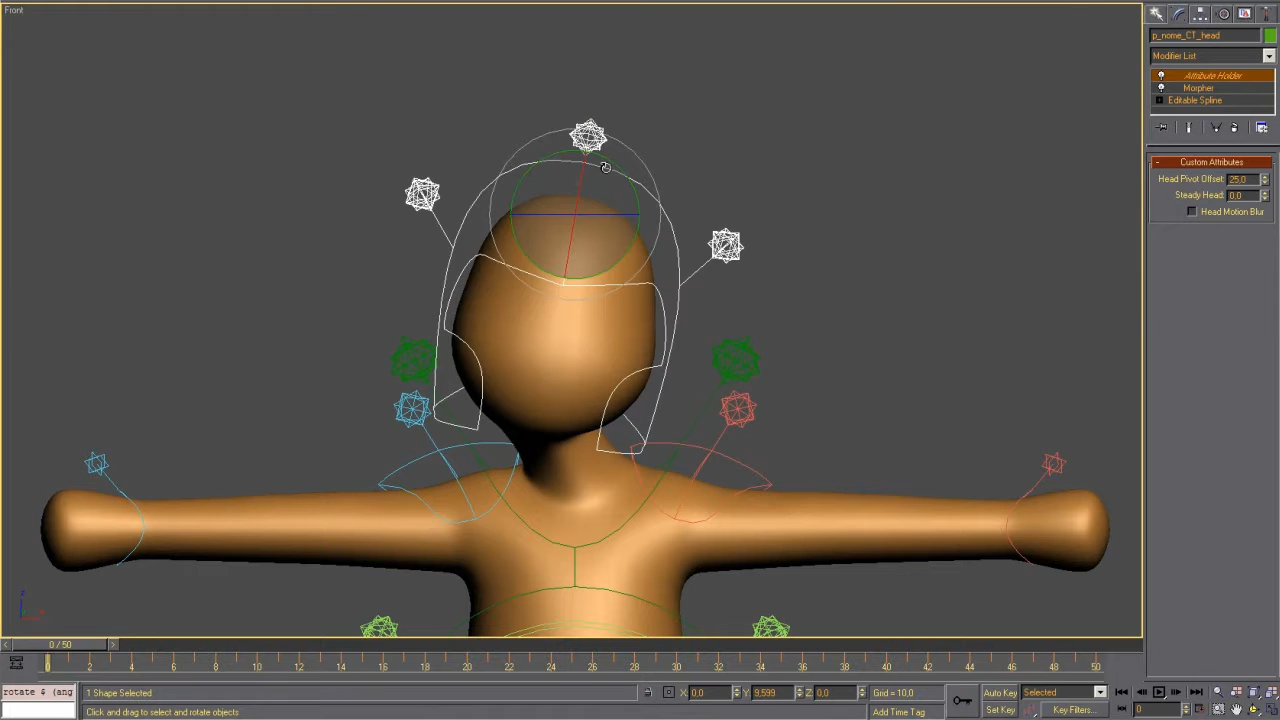 Front
p_nome_CT_head
Modifier List
Attribute Holder
Morpher
Editable Spline
- Custom Attributes
Head Pivot Offset: 25,0
Steady Head: 0,0
Head Motion Blur
z
0 / 50
0 2 4 6 8 10 12 14 16 18 20 22 24 26 28 30 32 34 36 38 40 42 44 46 48 50
rotate $ (ang
1 Shape Selected
X: 0,0 Y: 9,599 Z: 0,0
Grid = 10,0
Auto Key
Selected
Click and drag to select and rotate objects
Add Time Tag
Set Key
Key Filters...
0